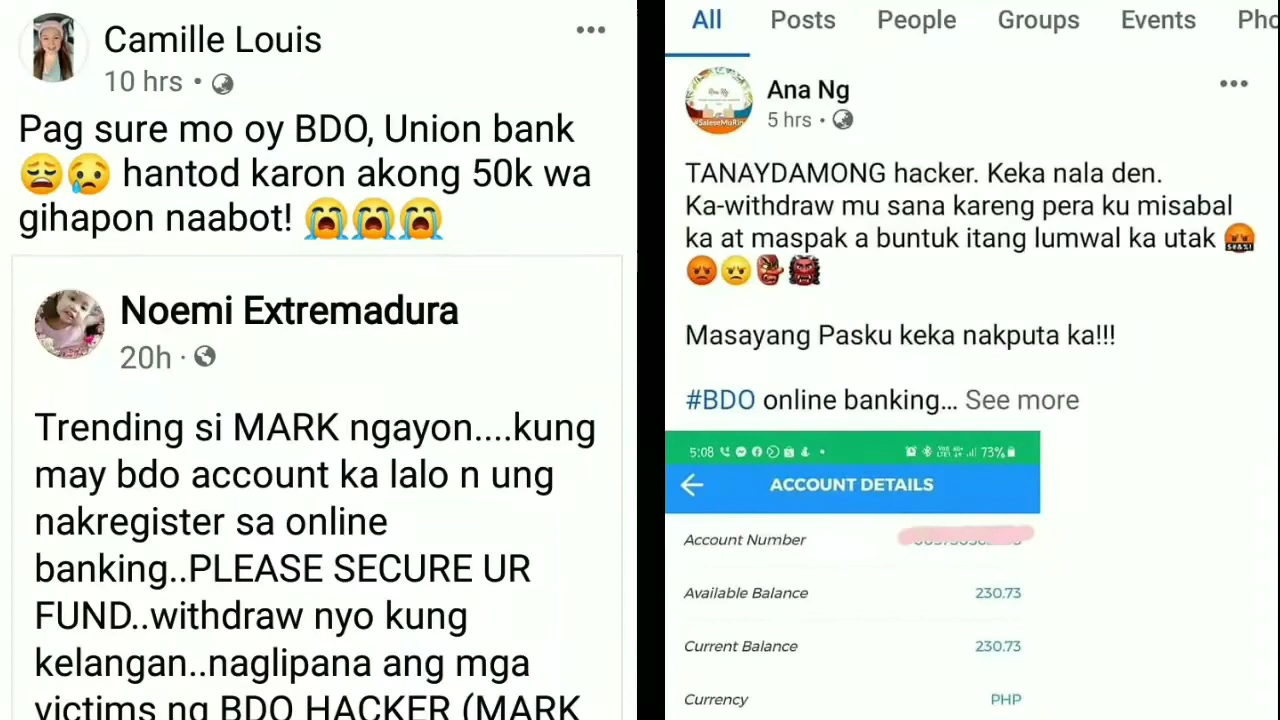 Camille Louis
10 hrs •
Pag sure mo oy BDO, Union bank
😩😢 hantod karon akong 50k wa
gihapon naabot! 😭😭😭
Noemi Extremadura
20h ·
Trending si MARK ngayon....kung
may bdo account ka lalo n ung
nakregister sa online
banking..PLEASE SECURE UR
FUND..withdraw nyo kung
kelangan..naglipana ang mga
victims ng BDO HACKER (MARK
All Posts People Groups Events Pho
Ana Ng
5 hrs •
TANAYDAMONG hacker. Keka nala den.
Ka-withdraw mu sana kareng pera ku misabal
ka at maspak a buntuk itang lumwal ka utak 🤬
😡😠👺👹
Masayang Pasku keka nakputa ka!!!
#BDO online banking... See more
5:08 73%
ACCOUNT DETAILS
Account Number
Available Balance 230.73
Current Balance 230.73
Currency PHP